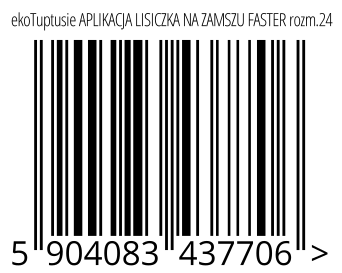 ekoTuptusie APLIKACJA LISICZKA NA ZAMSZU FASTER rozm.24
5 904083 437706 >